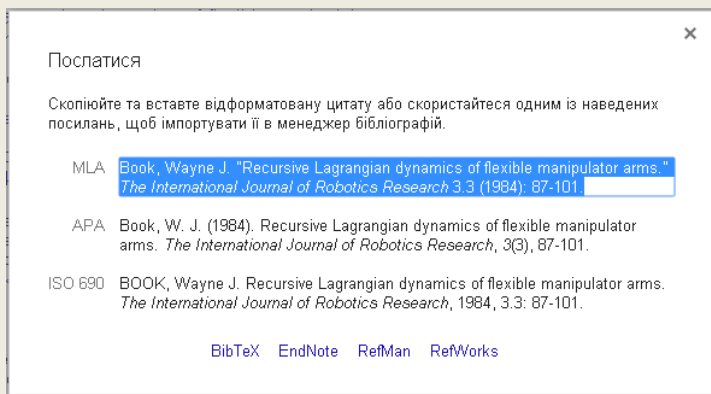 ×
Послатися
Скопіюйте та вставте відформатовану цитату або скористайтеся одним із наведених
посилань, щоб імпортувати її в менеджер бібліографій.
MLA Book, Wayne J. "Recursive Lagrangian dynamics of flexible manipulator arms."
The International Journal of Robotics Research 3.3 (1984): 87-101.
APA Book, W. J. (1984). Recursive Lagrangian dynamics of flexible manipulator
arms. The International Journal of Robotics Research, 3(3), 87-101.
ISO 690 BOOK, Wayne J. Recursive Lagrangian dynamics of flexible manipulator arms.
The International Journal of Robotics Research, 1984, 3.3: 87-101.
BibTeX EndNote RefMan RefWorks